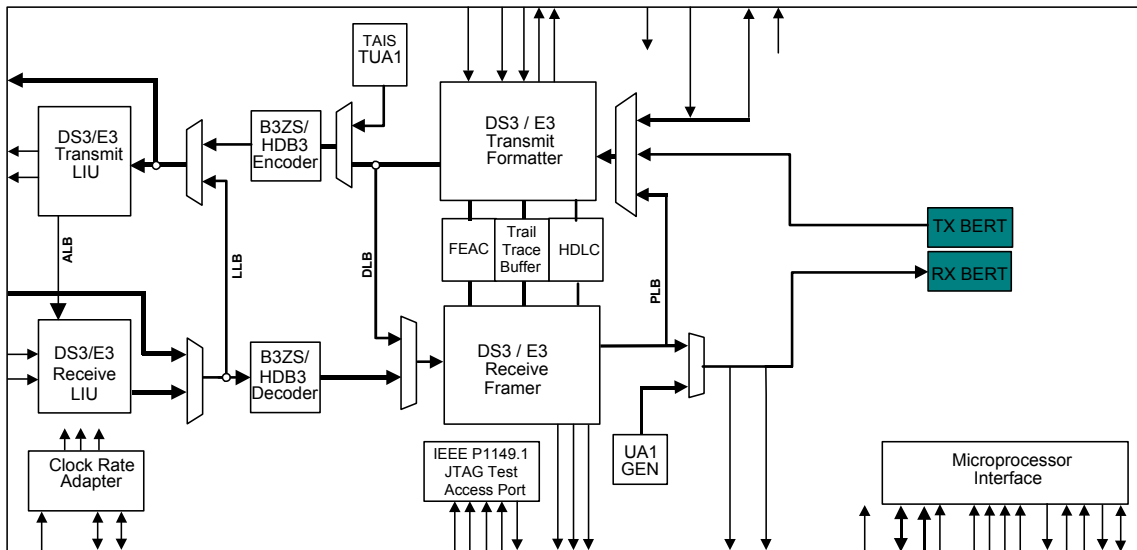 TAIS
TUA1
DS3/E3
Transmit
LIU
B3ZS/
HDB3
Encoder
DS3 / E3
Transmit
Formatter
TX BERT
RX BERT
ALB
LLB
DLB
FEAC
Trail
Trace
Buffer
HDLC
PLB
DS3/E3
Receive
LIU
B3ZS/
HDB3
Decoder
DS3 / E3
Receive
Framer
UA1
GEN
Clock Rate
Adapter
IEEE P1149.1
JTAG Test
Access Port
Microprocessor
Interface